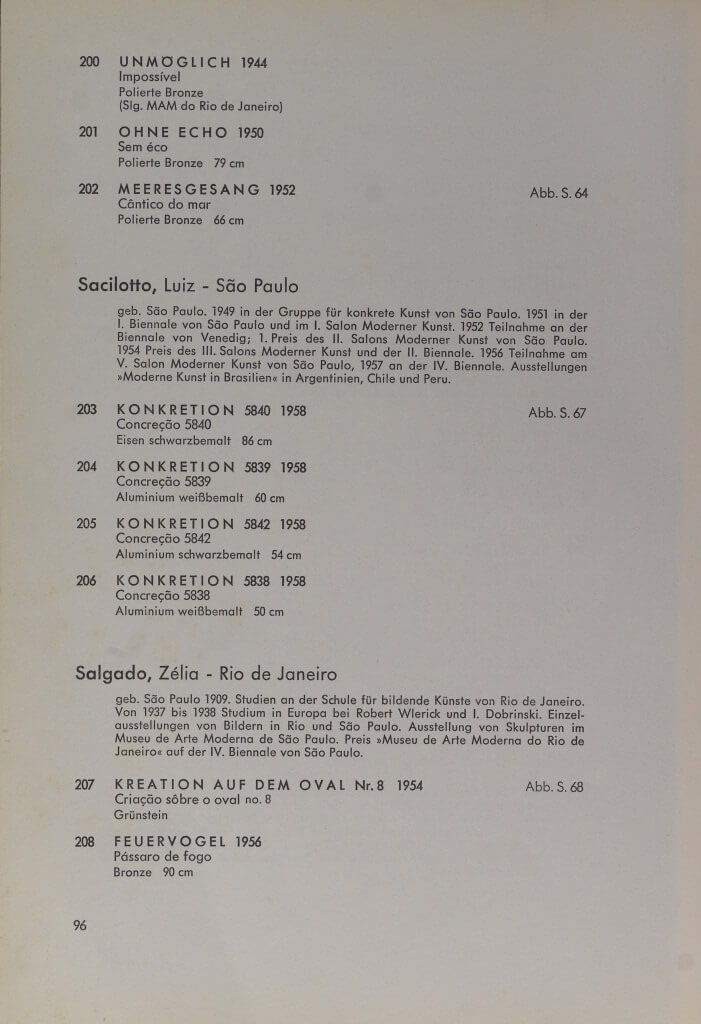 200 UNMÖGLICH 1944
Impossível
Polierte Bronze
(Slg. MAM do Rio de Janeiro)
201 OHNE ECHO 1950
Sem éco
Polierte Bronze 79 cm
202 MEERESGESANG 1952 Abb. S. 64
Cântico do mar
Polierte Bronze 66 cm
Sacilotto, Luiz - São Paulo
geb. São Paulo. 1949 in der Gruppe für konkrete Kunst von São Paulo. 1951 in der
I. Biennale von São Paulo und im I. Salon Moderner Kunst. 1952 Teilnahme an der
Biennale von Venedig; 1. Preis des II. Salons Moderner Kunst von São Paulo.
1954 Preis des III. Salons Moderner Kunst und der II. Biennale. 1956 Teilnahme am
V. Salon Moderner Kunst von São Paulo, 1957 an der IV. Biennale. Ausstellungen
»Moderne Kunst in Brasilien« in Argentinien, Chile und Peru.
203 KONKRETION 5840 1958 Abb. S. 67
Concreção 5840
Eisen schwarzbemalt 86 cm
204 KONKRETION 5839 1958
Concreção 5839
Aluminium weißbemalt 60 cm
205 KONKRETION 5842 1958
Concreção 5842
Aluminium schwarzbemalt 54 cm
206 KONKRETION 5838 1958
Concreção 5838
Aluminium weißbemalt 50 cm
Salgado, Zélia - Rio de Janeiro
geb. São Paulo 1909. Studien an der Schule für bildende Künste von Rio de Janeiro.
Von 1937 bis 1938 Studium in Europa bei Robert Wlerick und I. Dobrinski. Einzel-
ausstellungen von Bildern in Rio und São Paulo. Ausstellung von Skulpturen im
Museu de Arte Moderna de São Paulo. Preis »Museu de Arte Moderna do Rio de
Janeiro« auf der IV. Biennale von São Paulo.
207 KREATION AUF DEM OVAL Nr. 8 1954 Abb. S. 68
Criação sôbre o oval no. 8
Grünstein
208 FEUERVOGEL 1956
Pássaro de fogo
Bronze 90 cm
96